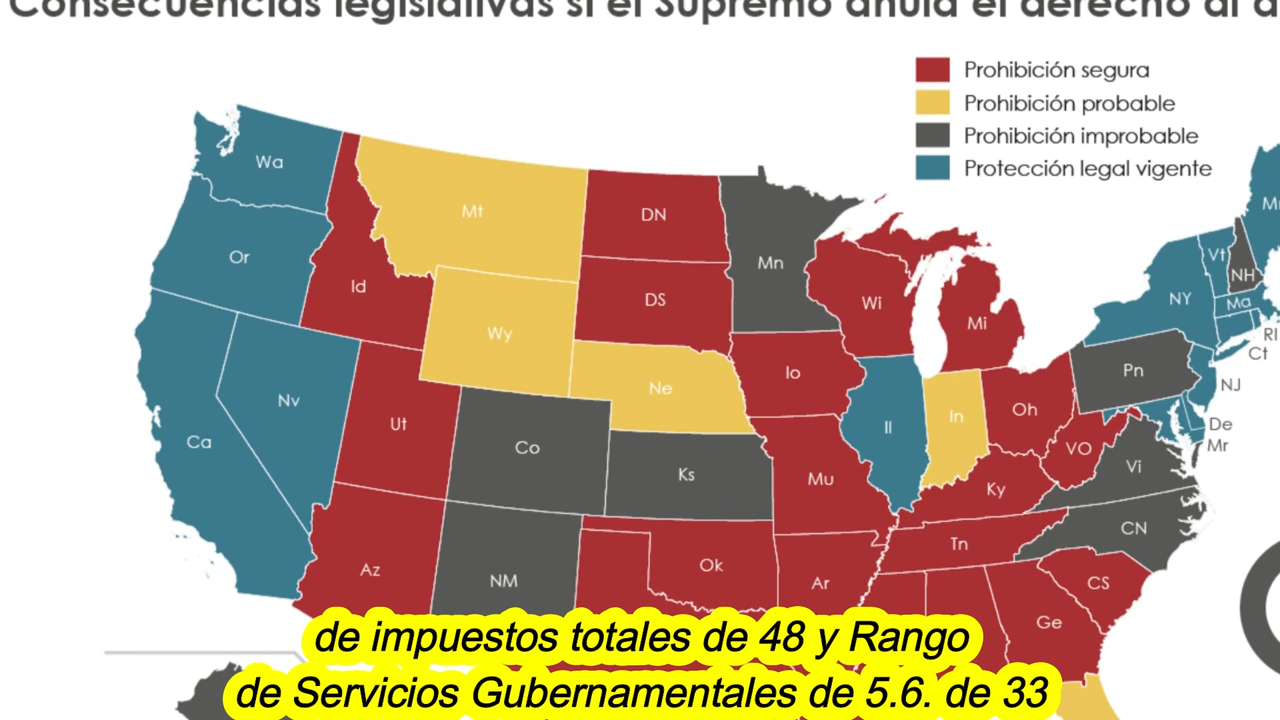 Consecuencias legislativas si el Supremo anula el derecho al a
Prohibición segura
Prohibición probable
Prohibición improbable
Protección legal vigente
Wa
Mt
DN
Mn
Or
Id
DS
Wi
Mi
Wy
Ne
Io
Nv
Ca
Ut
Co
Ks
Il
In
Oh
Pn
NY
Vt
NH
Ma
RI
Ct
NJ
De
Mr
VO
Vi
Mu
Ky
CN
Az
NM
Ok
Ar
Tn
CS
Ge
de impuestos totales de 48 y Rango
de Servicios Gubernamentales de 5.6. de 33